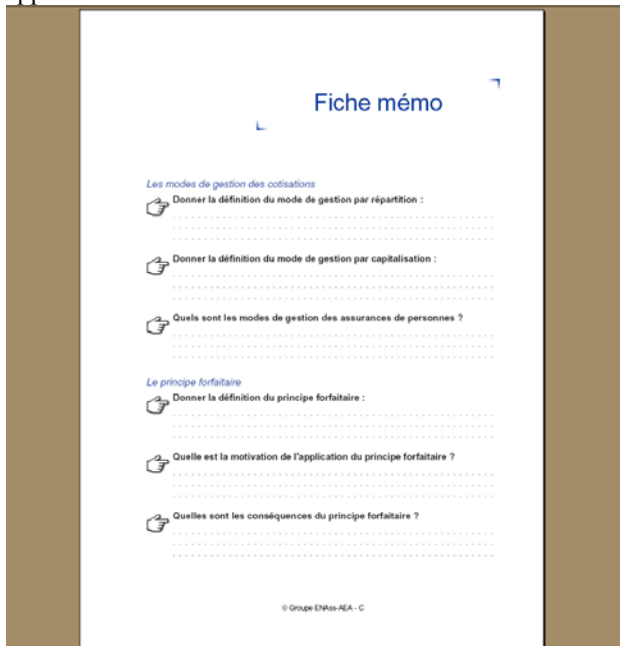 Fiche mémo
Les modes de gestion des cotisations
Donner la définition du mode de gestion par répartition :
Donner la définition du mode de gestion par capitalisation :
Quels sont les modes de gestion des assurances de personnes ?
Le principe forfaitaire
Donner la définition du principe forfaitaire :
Quelle est la motivation de l'application du principe forfaitaire ?
Quelles sont les conséquences du principe forfaitaire ?
© Groupe ENAss-AEA - C